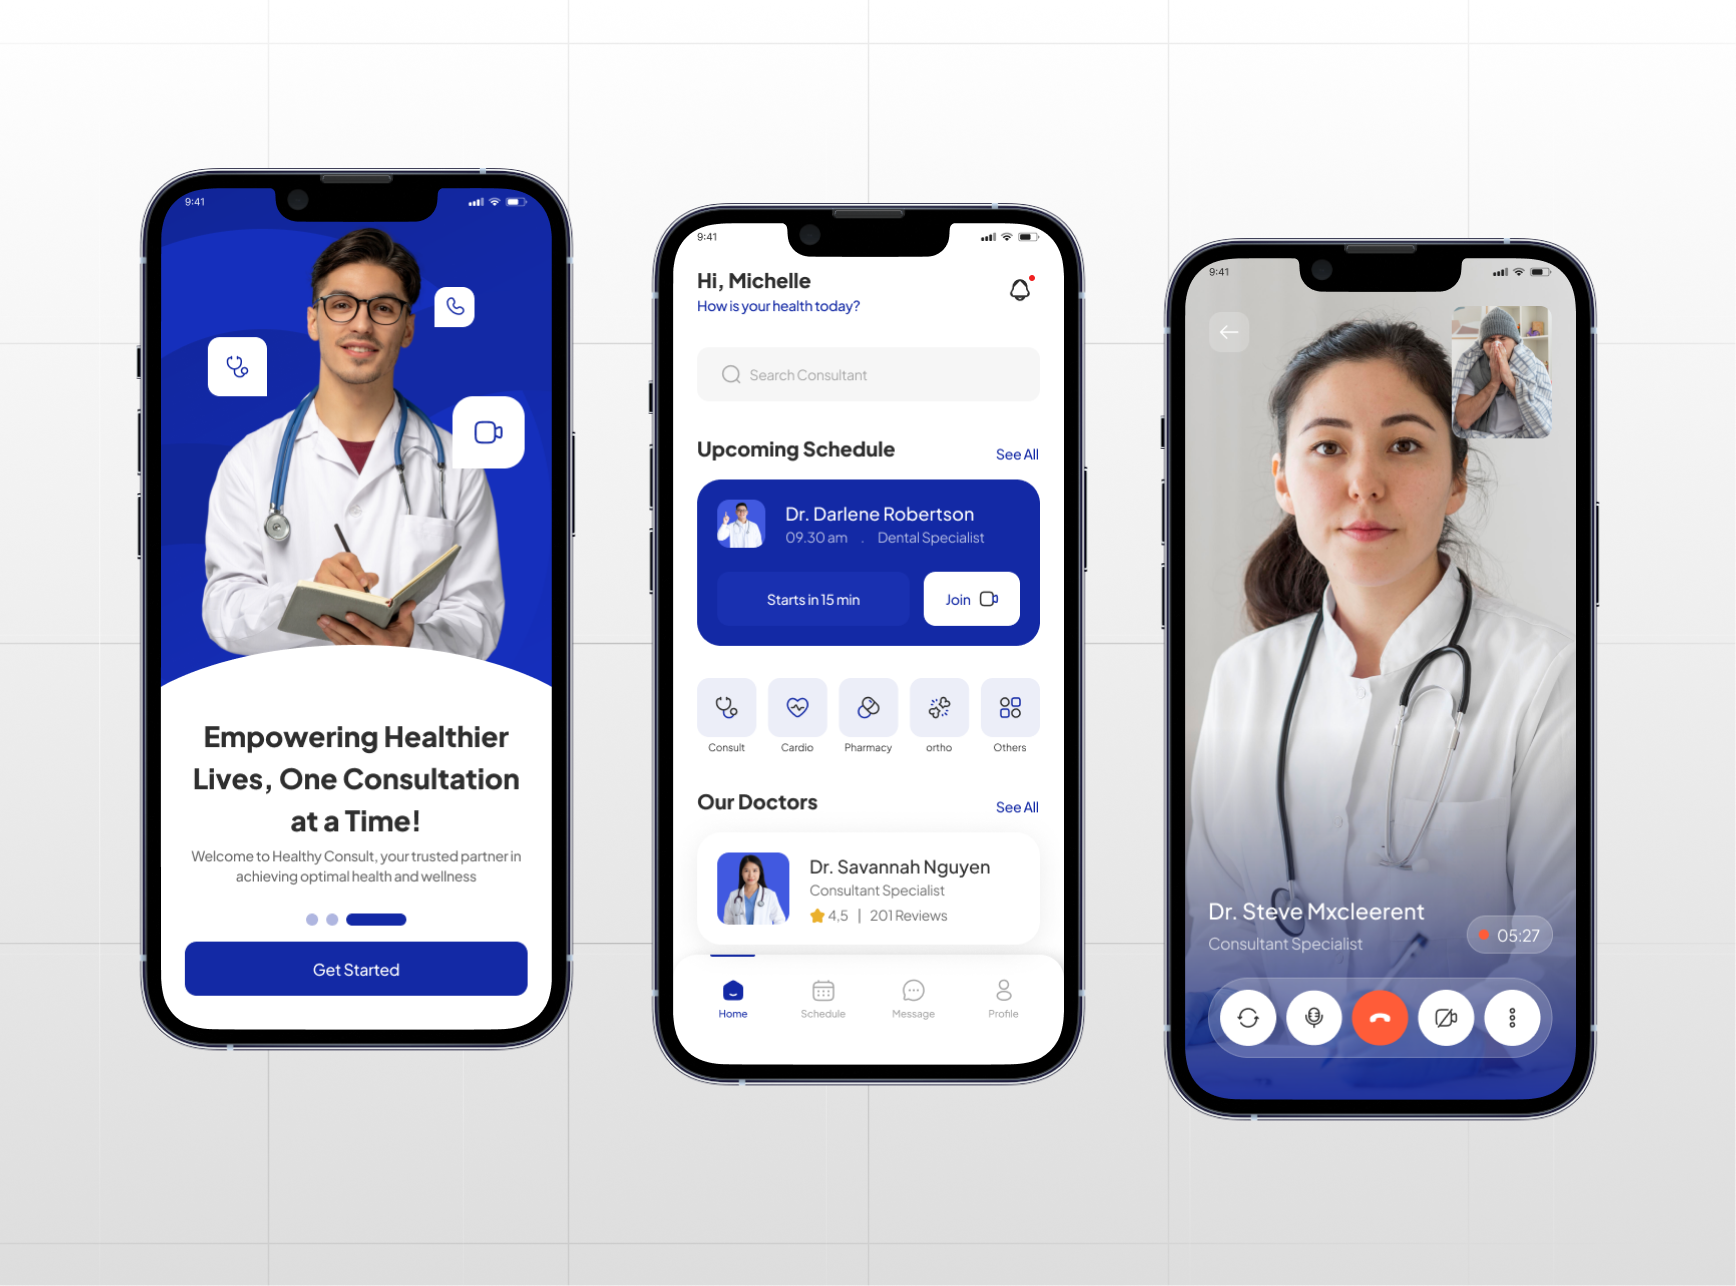 9:41
Empowering Healthier
Lives, One Consultation
at a Time!
Welcome to Healthy Consult, your trusted partner in
achieving optimal health and wellness
Get Started
9:41
Hi, Michelle
How is your health today?
Search Consultant
Upcoming Schedule
See All
Dr. Darlene Robertson
09.30 am . Dental Specialist
Starts in 15 min
Join
Consult
Cardio
Pharmacy
ortho
Others
Our Doctors
See All
Dr. Savannah Nguyen
Consultant Specialist
4,5 | 201 Reviews
Home
Schedule
Message
Profile
9:41
Dr. Steve Mxcleerent
Consultant Specialist
05:27